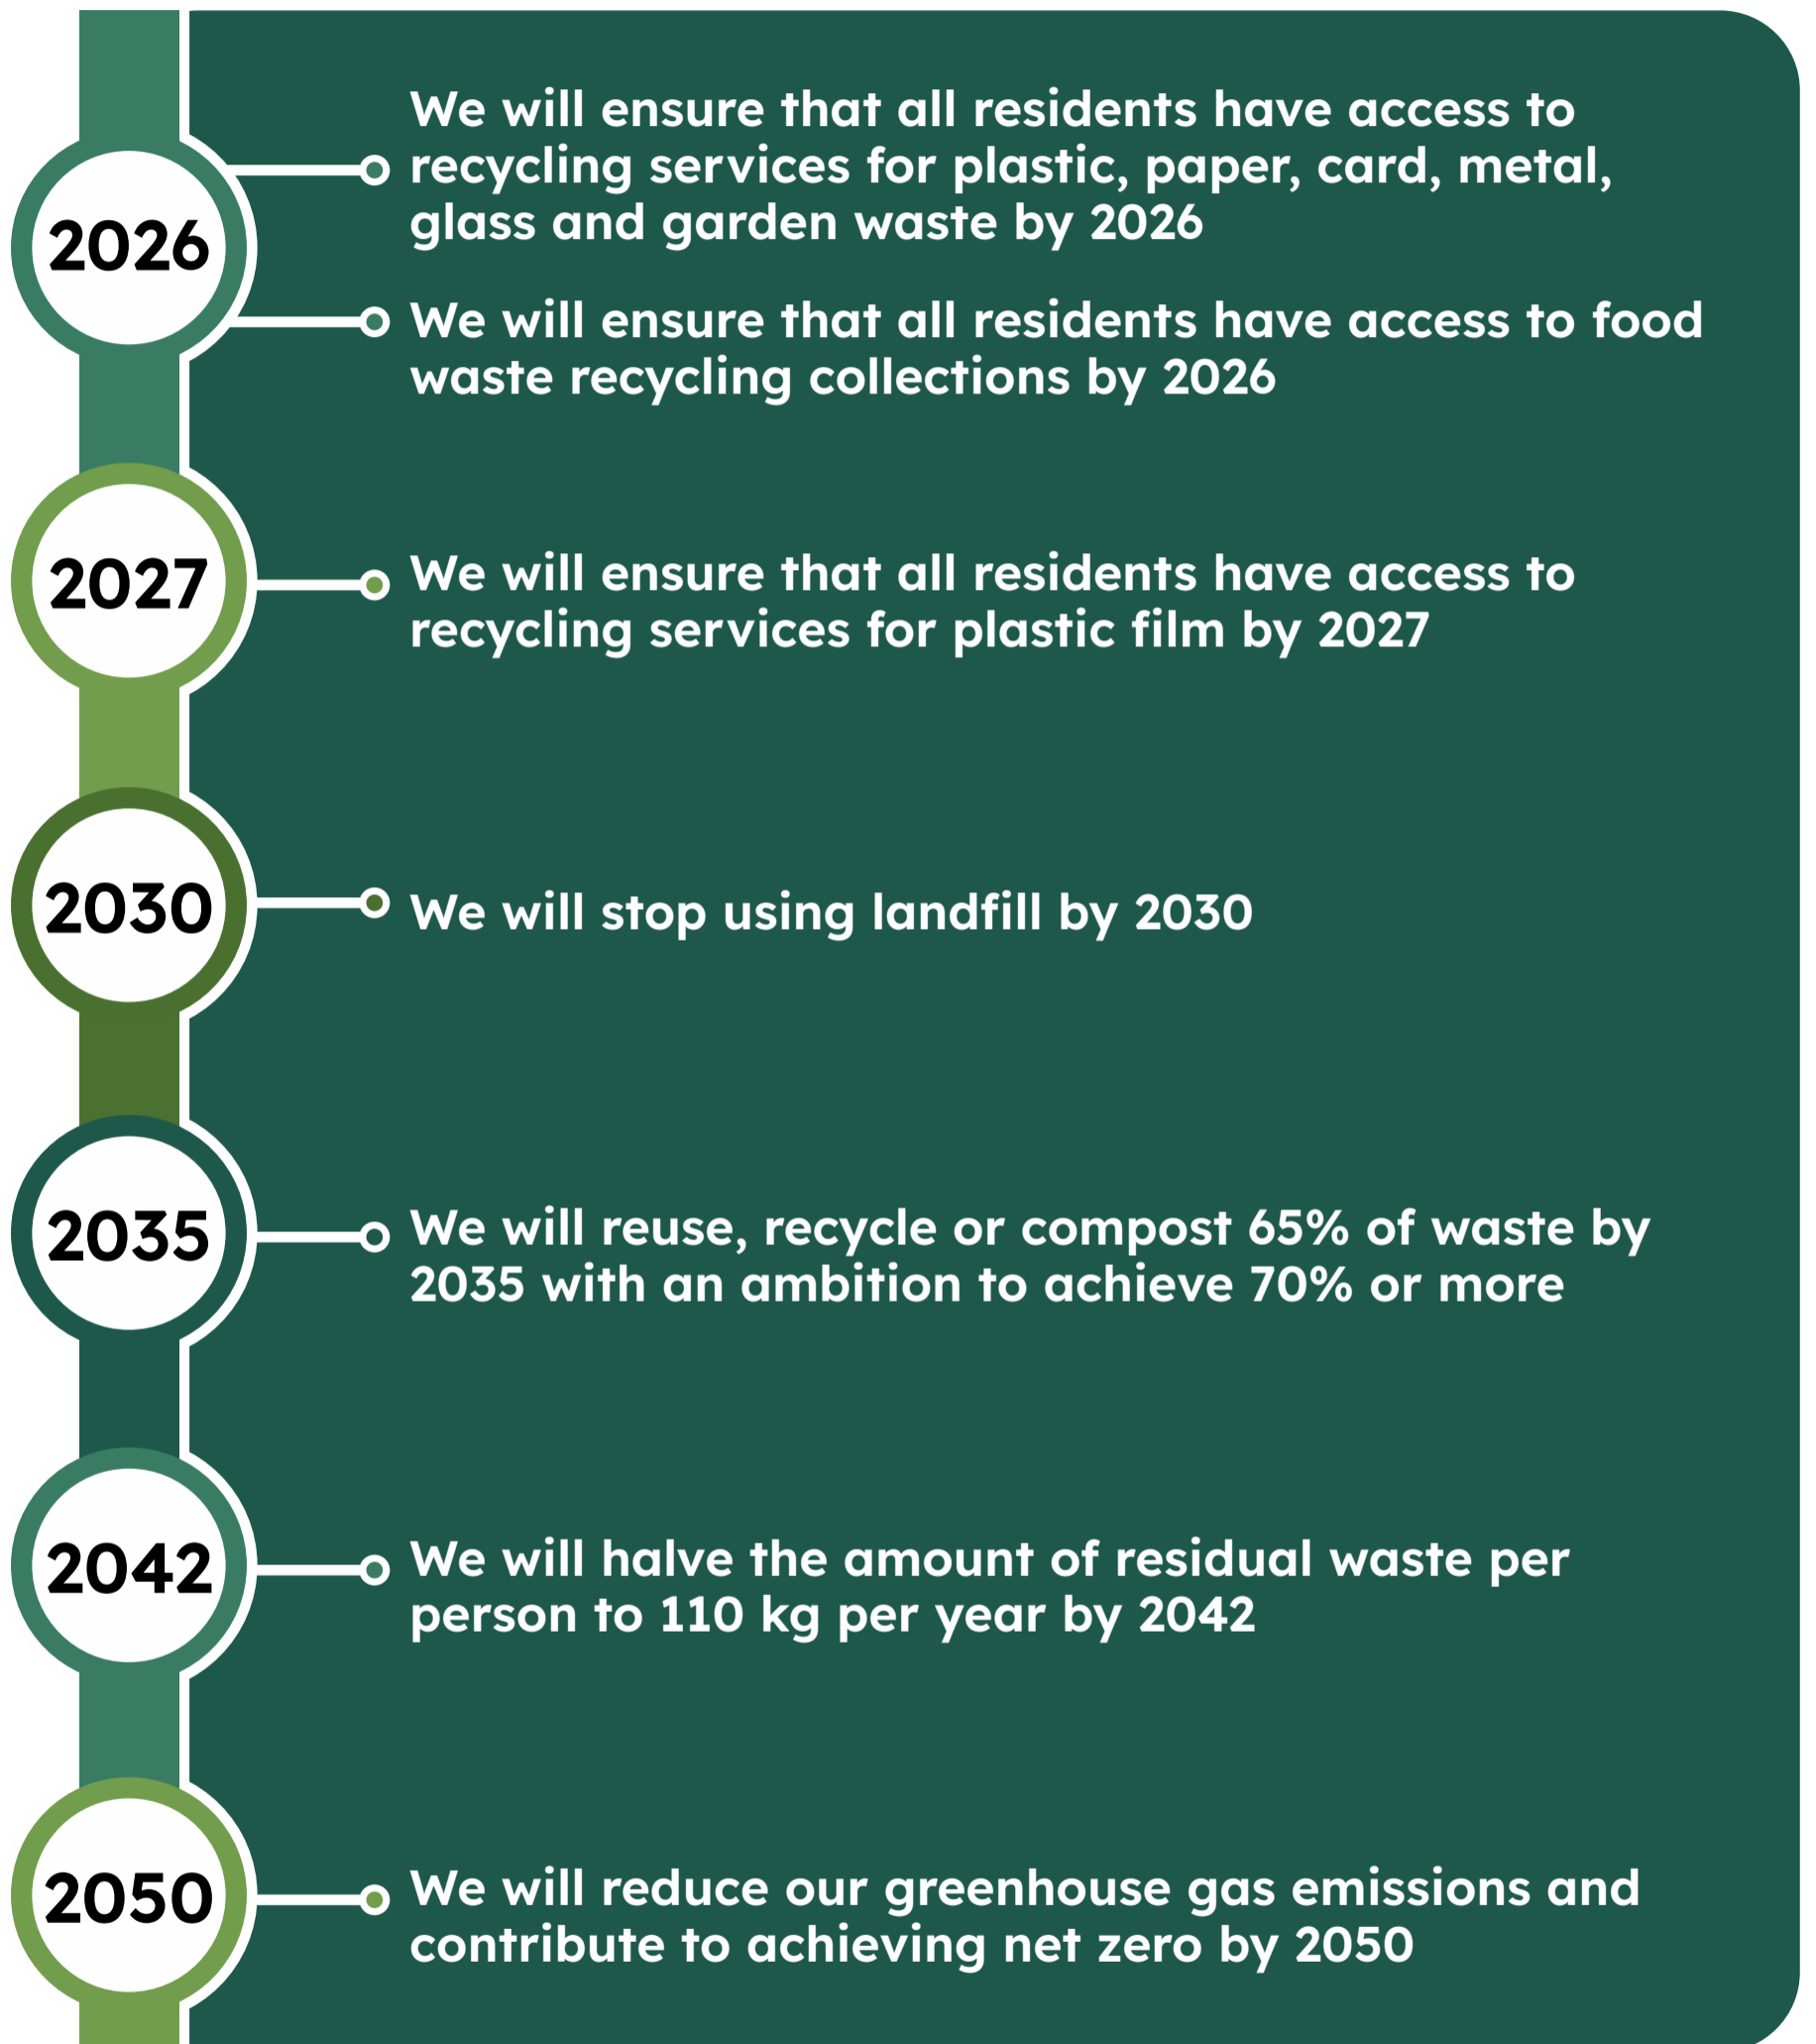 2026
We will ensure that all residents have access to
recycling services for plastic, paper, card, metal,
glass and garden waste by 2026
We will ensure that all residents have access to food
waste recycling collections by 2026
2027
We will ensure that all residents have access to
recycling services for plastic film by 2027
2030
We will stop using landfill by 2030
2035
We will reuse, recycle or compost 65% of waste by
2035 with an ambition to achieve 70% or more
2042
We will halve the amount of residual waste per
person to 110 kg per year by 2042
2050
We will reduce our greenhouse gas emissions and
contribute to achieving net zero by 2050